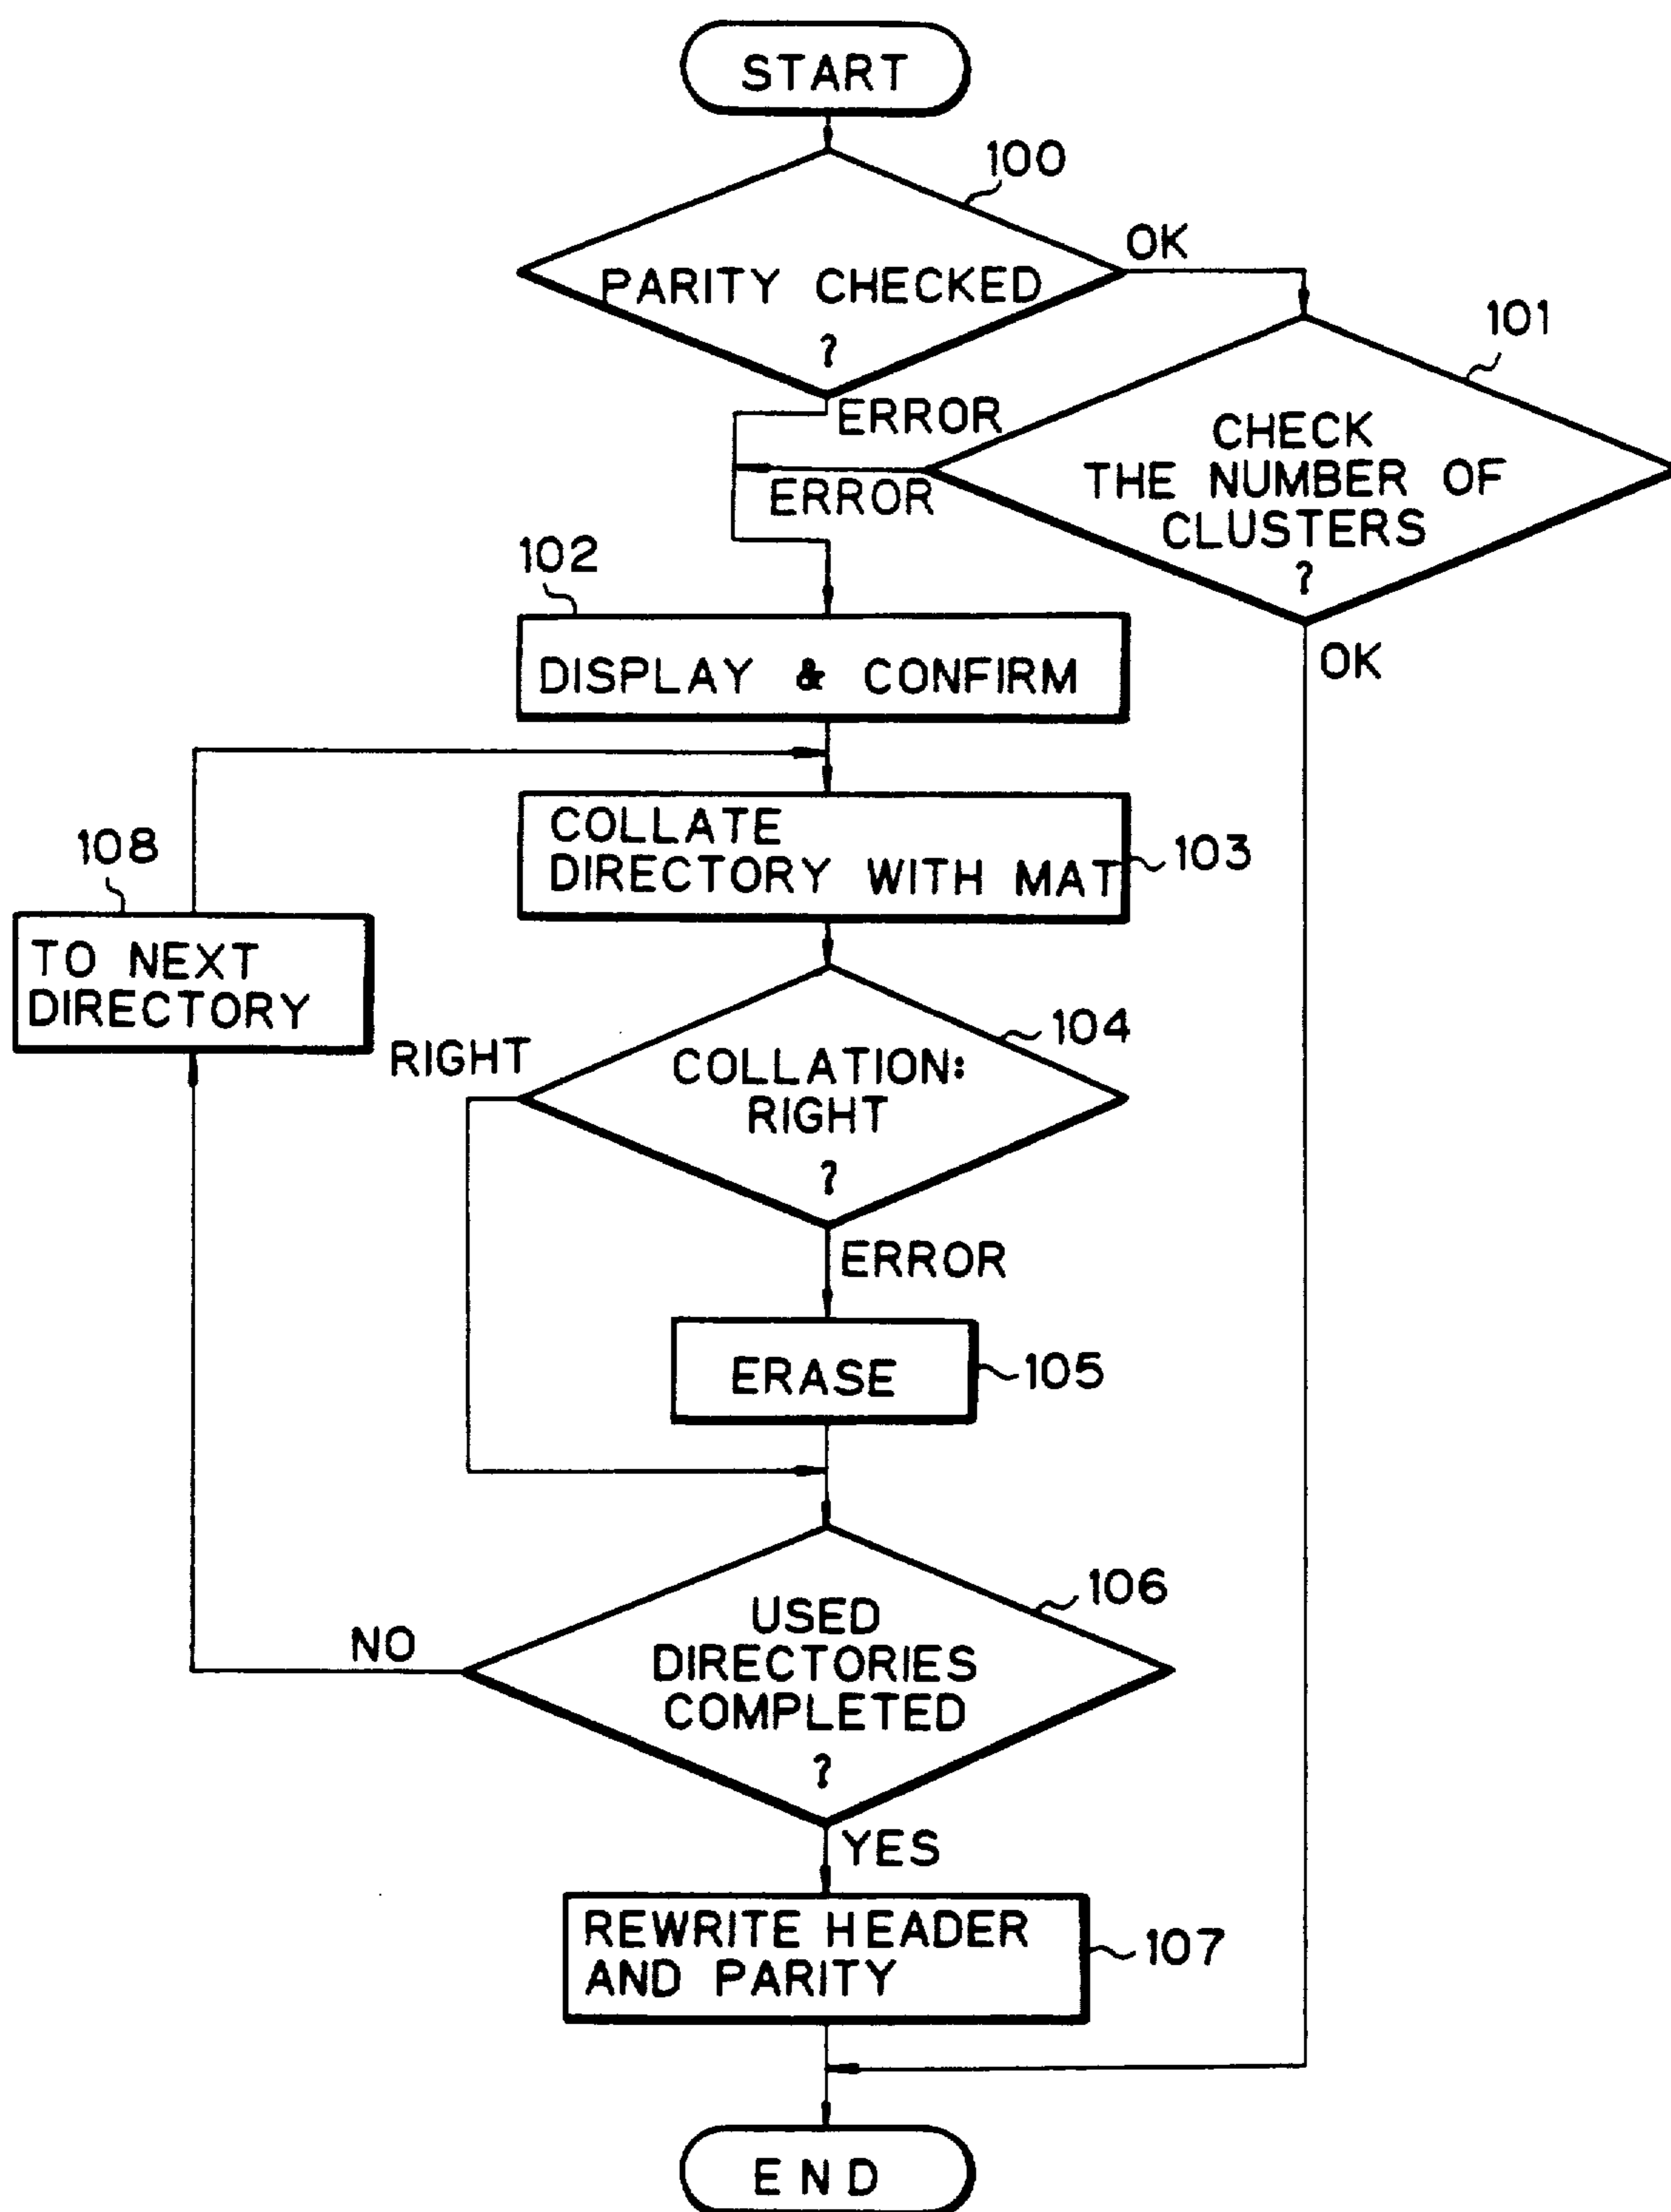 START
100
PARITY CHECKED
?
OK
101
ERROR
CHECK
THE NUMBER OF
CLUSTERS
?
ERROR
OK
102
DISPLAY & CONFIRM
COLLATE
DIRECTORY WITH MAT
103
108
TO NEXT
DIRECTORY
RIGHT
104
COLLATION:
RIGHT
?
ERROR
ERASE
105
106
USED
DIRECTORIES
COMPLETED
?
NO
YES
REWRITE HEADER
AND PARITY
107
END